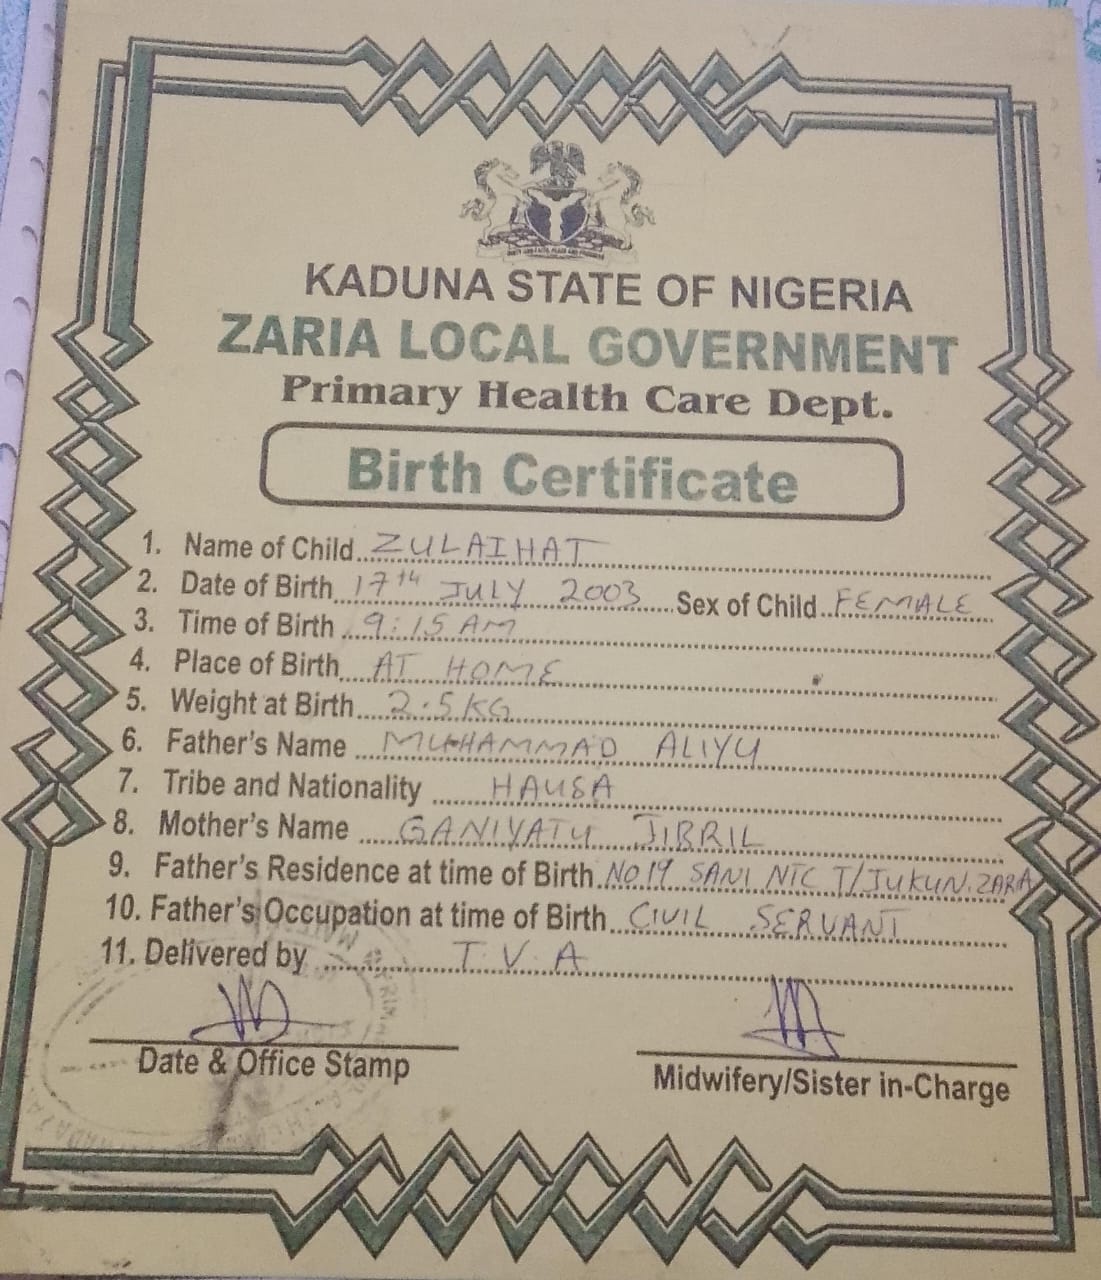 KADUNA STATE OF NIGERIA
ZARIA LOCAL GOVERNMENT
Primary Health Care Dept.
Birth Certificate
1. Name of Child ZULAIHAT
2. Date of Birth 17th JULY 2003 Sex of Child FEMALE
3. Time of Birth 9:15 AM
4. Place of Birth AT HOME
5. Weight at Birth 2.5KG
6. Father's Name MUHAMMAD ALIYU
7. Tribe and Nationality HAUSA
8. Mother's Name GANIYATU JIBRIL
9. Father's Residence at time of Birth NO 19 SANI NTC T/JUKUN. ZARA
10. Father's Occupation at time of Birth CIVIL SERVANT
11. Delivered by T.V.A
Date & Office Stamp
Midwifery/Sister in-Charge